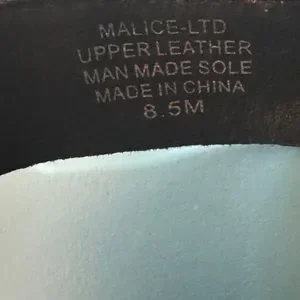 MALICE-LTD
UPPER LEATHER
MAN MADE SOLE
MADE IN CHINA
8.5M